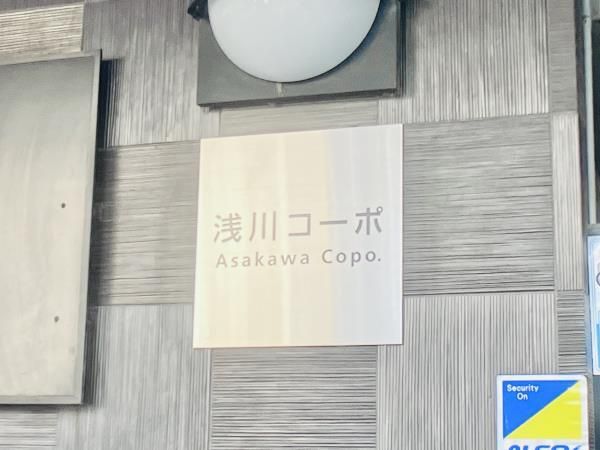 浅川コーポ
Asakawa Copo.
Security
On